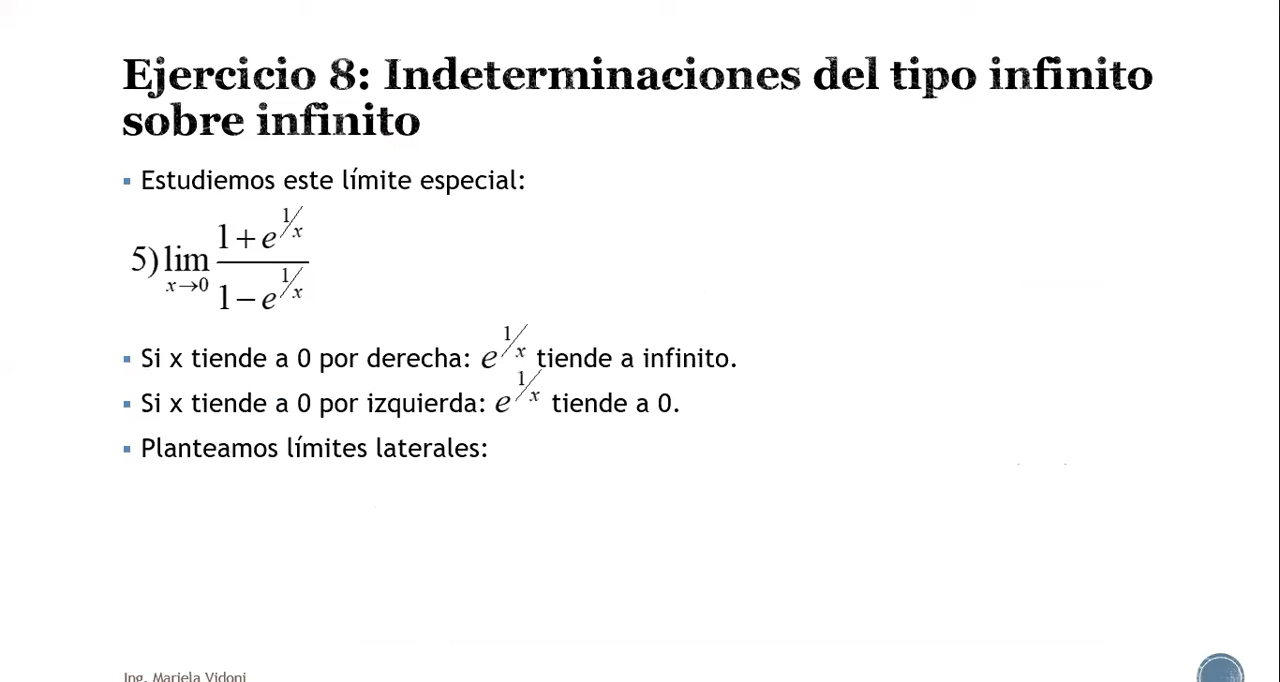 Ejercicio 8: Indeterminaciones del tipo infinito
sobre infinito
▪ Estudiemos este límite especial:
5) lim x→0 (1+e^(1/x))/(1−e^(1/x))
▪ Si x tiende a 0 por derecha: e^(1/x) tiende a infinito.
▪ Si x tiende a 0 por izquierda: e^(1/x) tiende a 0.
▪ Planteamos límites laterales:
Ing. Mariela Vidoni